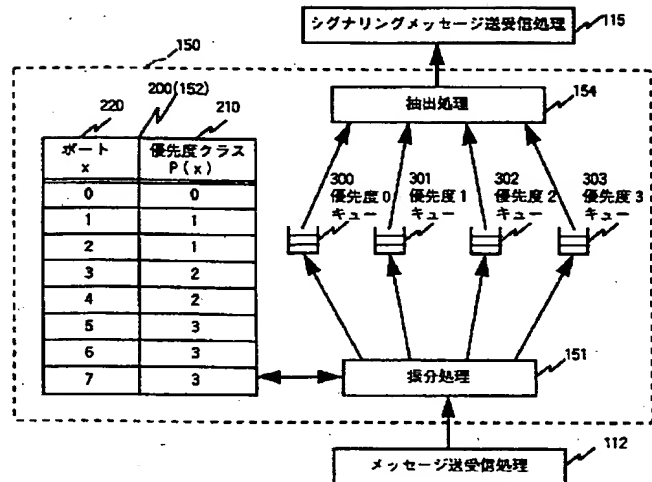 シグナリングメッセージ送受信処理
115
150
200(152)
220
210
抽出処理
154
ポート
x
優先度クラス
P(x)
0 0
1 1
2 1
3 2
4 2
5 3
6 3
7 3
300
優先度0
キュー
301
優先度1
キュー
302
優先度2
キュー
303
優先度3
キュー
振分処理
151
メッセージ送受信処理
112